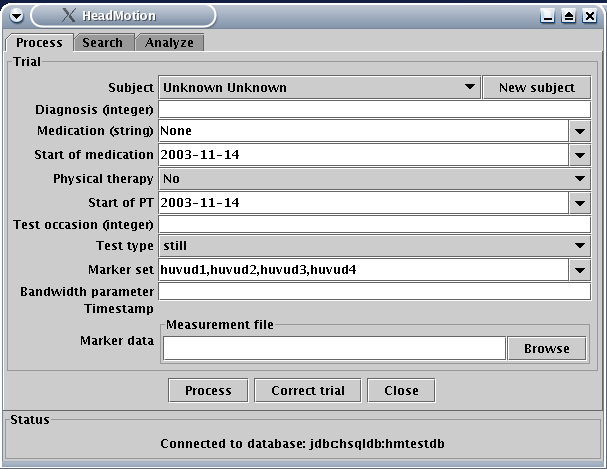 HeadMotion
Process Search Analyze
Trial
Subject Unknown Unknown New subject
Diagnosis (integer)
Medication (string) None
Start of medication 2003-11-14
Physical therapy No
Start of PT 2003-11-14
Test occasion (integer)
Test type still
Marker set huvud1,huvud2,huvud3,huvud4
Bandwidth parameter
Timestamp
Measurement file
Marker data Browse
Process Correct trial Close
Status
Connected to database: jdbc:hsqldb:hmtestdb